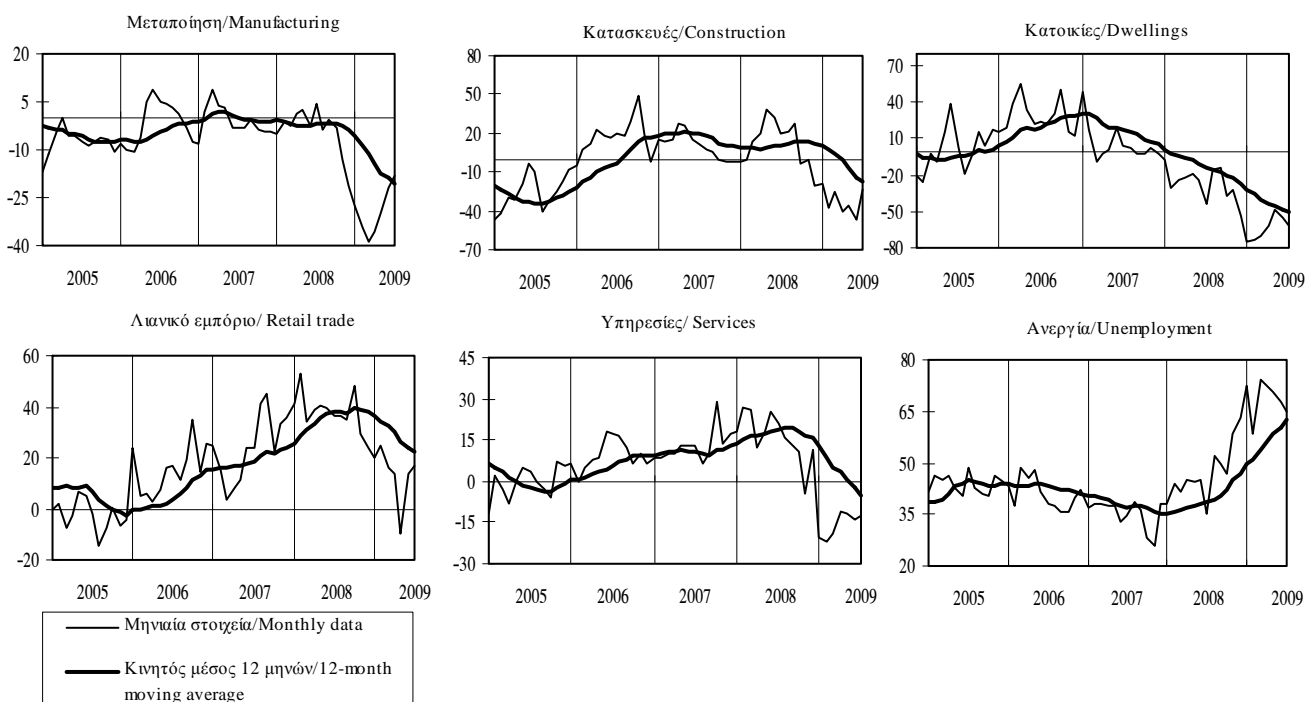 Μεταποίηση/Manufacturing
20
5
-10
-25
-40
2005 2006 2007 2008 2009
Κατασκευές/Construction
80
50
20
-10
-40
-70
2005 2006 2007 2008 2009
Κατοικίες/Dwellings
70
40
10
-20
-50
-80
2005 2006 2007 2008 2009
Λιανικό εμπόριο/ Retail trade
60
40
20
0
-20
2005 2006 2007 2008 2009
Υπηρεσίες/ Services
45
30
15
0
-15
-30
2005 2006 2007 2008 2009
Ανεργία/Unemployment
80
65
50
35
20
2005 2006 2007 2008 2009
Μηνιαία στοιχεία/Monthly data
Κινητός μέσος 12 μηνών/12-month
moving average